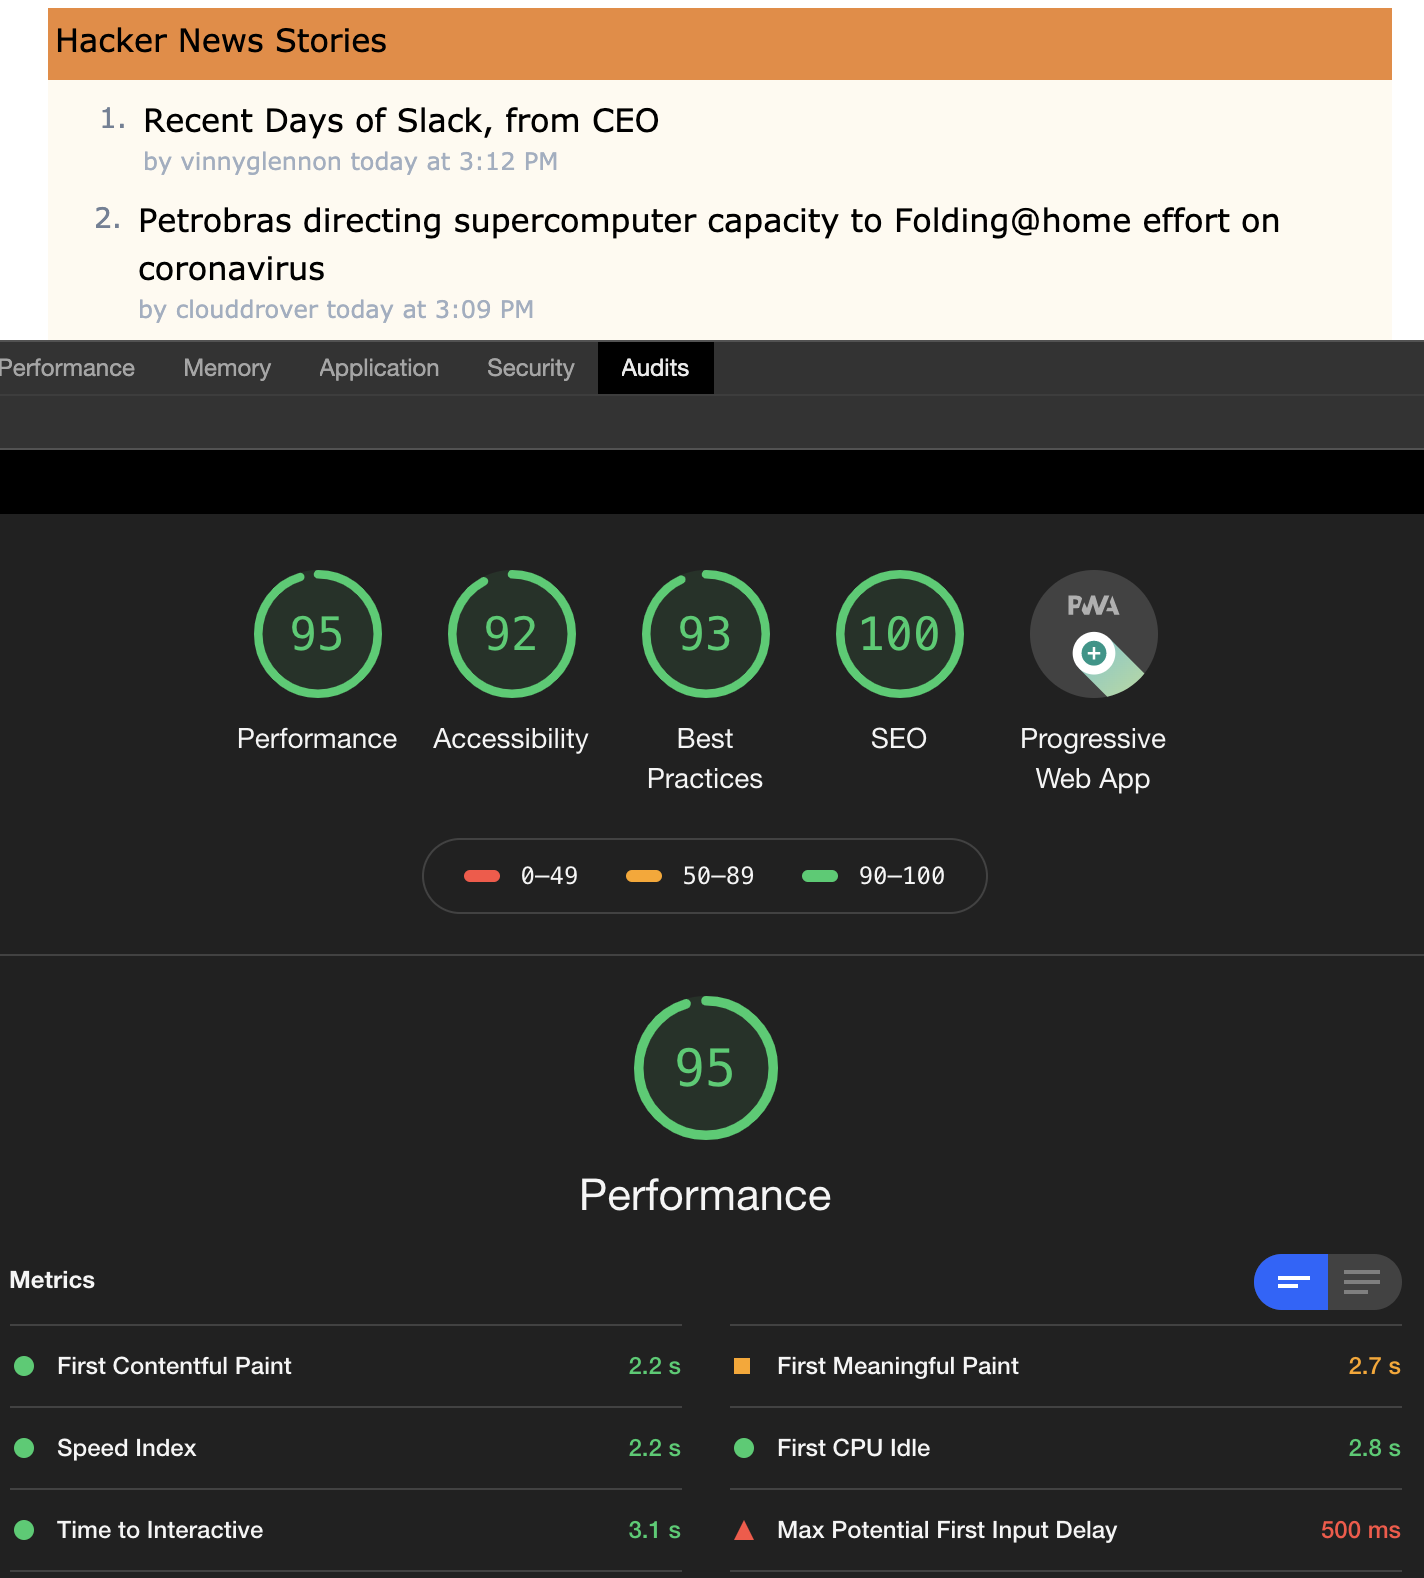 Hacker News Stories
1. Recent Days of Slack, from CEO
by vinnyglennon today at 3:12 PM
2. Petrobras directing supercomputer capacity to Folding@home effort on
coronavirus
by clouddrover today at 3:09 PM
Performance Memory Application Security Audits
95 92 93 100 PWA
Performance Accessibility Best Practices SEO Progressive Web App
0–49 50–89 90–100
95
Performance
Metrics
First Contentful Paint 2.2 s
First Meaningful Paint 2.7 s
Speed Index 2.2 s
First CPU Idle 2.8 s
Time to Interactive 3.1 s
Max Potential First Input Delay 500 ms